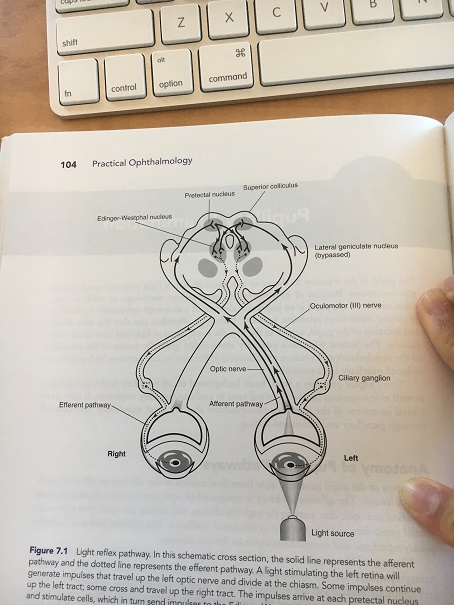 caps lock
shift
Z
X
C
V
B
fn
control
alt
option
⌘
command
104 Practical Ophthalmology
Superior colliculus
Pretectal nucleus
Edinger-Westphal nucleus
Lateral geniculate nucleus
(bypassed)
Oculomotor (III) nerve
Optic nerve
Ciliary ganglion
Efferent pathway
Afferent pathway
Right
Left
Light source
Figure 7.1 Light reflex pathway. In this schematic cross section, the solid line represents the afferent
pathway and the dotted line represents the efferent pathway. A light stimulating the left retina will
generate impulses that travel up the left optic nerve and divide at the chiasm. Some impulses continue
up the left tract; some cross and travel up the right tract. The impulses arrive at each pretectal nucleus
and stimulate cells, which in turn send impulses to the